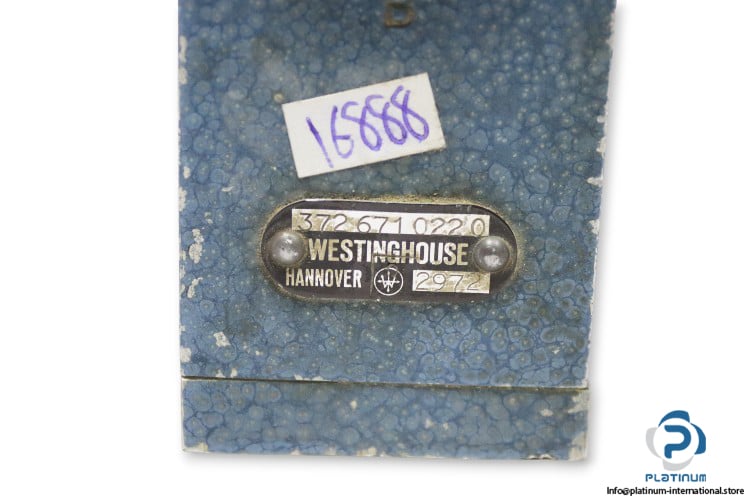 B
16888
372 671 022 0
WESTINGHOUSE
HANNOVER W 2972
PLATINUM
Info@platinum-international.store